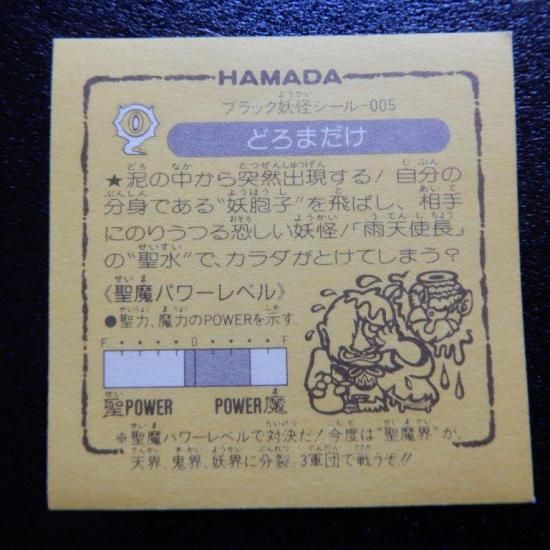 HAMADA
ブラック妖怪シール-005
どろまだけ
★泥の中から突然出現する!自分の
分身である"妖胞子"を飛ばし、相手
にのりうつる恐しい妖怪!「雨天使長」
の"聖水"で、カラダがとけてしまう?
《聖魔パワーレベル》
●聖力、魔力のPOWERを示す。
F 0 F
聖POWER POWER魔
※聖魔パワーレベルで対決だ!今度は"聖魔界"が、
天界、鬼界、妖界に分裂。3軍団で戦うぞ!!